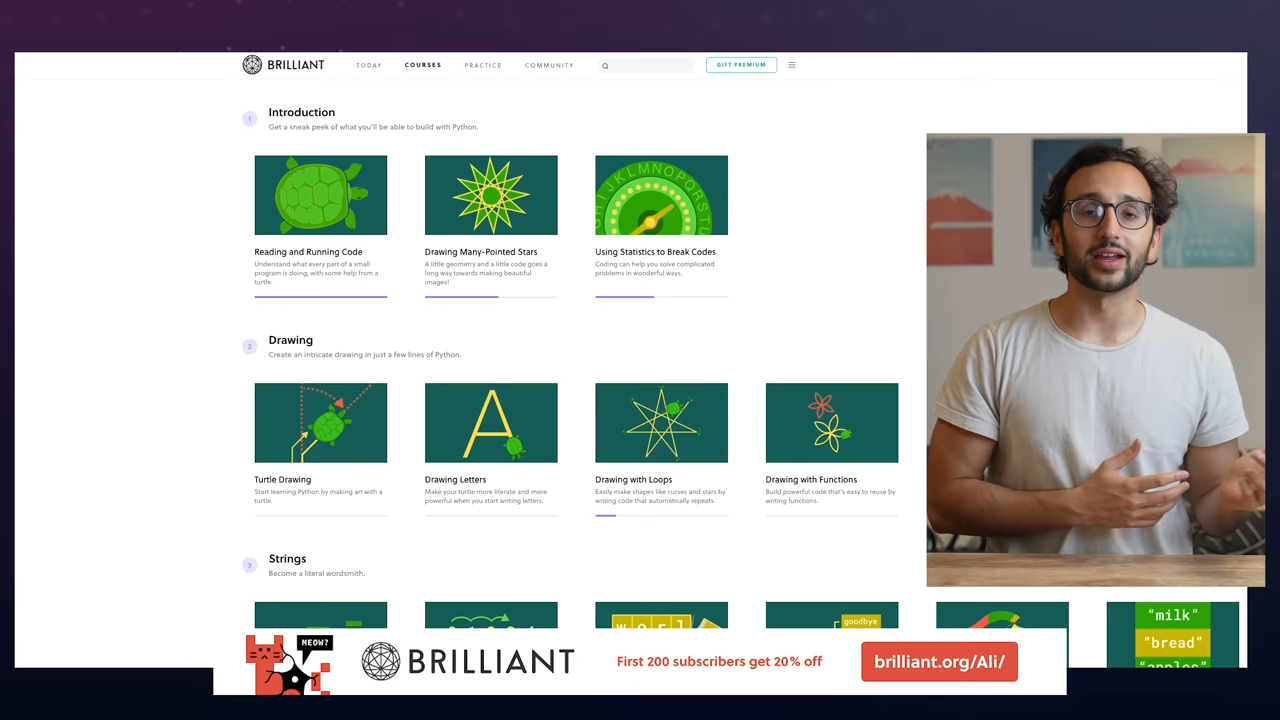 BRILLIANT
TODAY
COURSES
PRACTICE
COMMUNITY
GIFT PREMIUM
1
Introduction
Get a sneak peek of what you'll be able to build with Python.
HIJKLMNOPQRSTU
Reading and Running Code
Understand what every part of a small
program is doing, with some help from a
turtle.
Drawing Many-Pointed Stars
A little geometry and a little code goes a
long way towards making beautiful
images!
Using Statistics to Break Codes
Coding can help you solve complicated
problems in wonderful ways.
2
Drawing
Create an intricate drawing in just a few lines of Python.
A
Turtle Drawing
Start learning Python by making art with a
turtle.
Drawing Letters
Make your turtle more literate and more
powerful when you start writing letters.
Drawing with Loops
Easily make shapes like curves and stars by
writing code that automatically repeats.
Drawing with Functions
Build powerful code that's easy to reuse by
writing functions.
3
Strings
Become a literal wordsmith.
worl
goodbye
"milk"
"bread"
"apples"
MEOW?
BRILLIANT
First 200 subscribers get 20% off
brilliant.org/Ali/